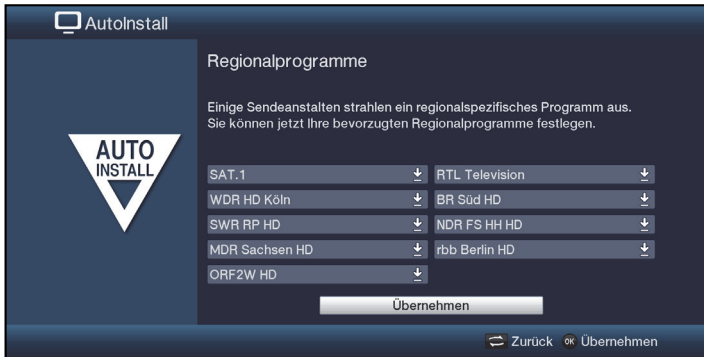 AutoInstall
Regionalprogramme
Einige Sendeanstalten strahlen ein regionalspezifisches Programm aus.
Sie können jetzt Ihre bevorzugten Regionalprogramme festlegen.
AUTO
INSTALL
SAT.1
RTL Television
WDR HD Köln
BR Süd HD
SWR RP HD
NDR FS HH HD
MDR Sachsen HD
rbb Berlin HD
ORF2W HD
Übernehmen
Zurück OK Übernehmen